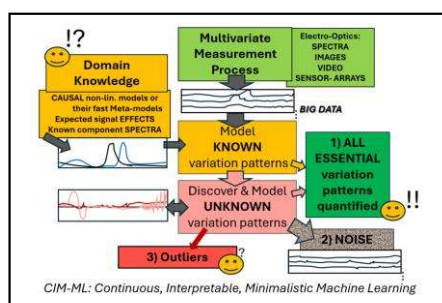 !?
Domain
Knowledge
CAUSAL non-lin. models or
their fast Meta-models
Expected signal EFFECTS
Known component SPECTRA
Multivariate
Measurement
Process
Electro-Optics:
SPECTRA
IMAGES
VIDEO
SENSOR- ARRAYS
BIG DATA
Model
KNOWN
variation patterns
Discover & Model
UNKNOWN
variation patterns
1) ALL
ESSENTIAL
variation
patterns
quantified
!!
2) NOISE
3) Outliers
?
CIM-ML: Continuous, Interpretable, Minimalistic Machine Learning